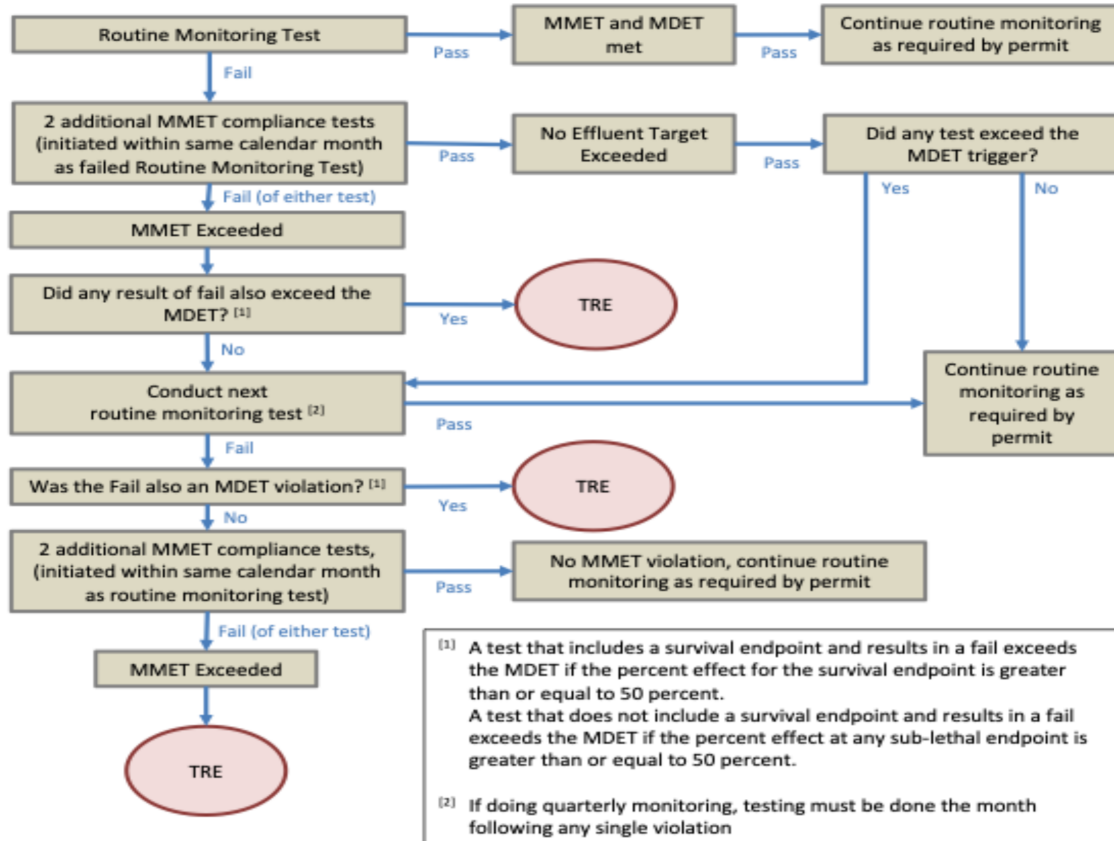 Routine Monitoring Test
Pass
MMET and MDET
met
Pass
Continue routine monitoring
as required by permit
Fail
2 additional MMET compliance tests
(initiated within same calendar month
as failed Routine Monitoring Test)
Pass
No Effluent Target
Exceeded
Pass
Did any test exceed the
MDET trigger?
Yes
No
Fail (of either test)
MMET Exceeded
Did any result of fail also exceed the
MDET? [1]
Yes
TRE
No
Conduct next
routine monitoring test [2]
Pass
Continue routine
monitoring as
required by
permit
Fail
Was the Fail also an MDET violation? [1]
Yes
TRE
No
2 additional MMET compliance tests,
(initiated within same calendar month
as routine monitoring test)
Pass
No MMET violation, continue routine
monitoring as required by permit
Fail (of either test)
MMET Exceeded
TRE
[1] A test that includes a survival endpoint and results in a fail exceeds
the MDET if the percent effect for the survival endpoint is greater
than or equal to 50 percent.
A test that does not include a survival endpoint and results in a fail
exceeds the MDET if the percent effect at any sub-lethal endpoint is
greater than or equal to 50 percent.
[2] If doing quarterly monitoring, testing must be done the month
following any single violation